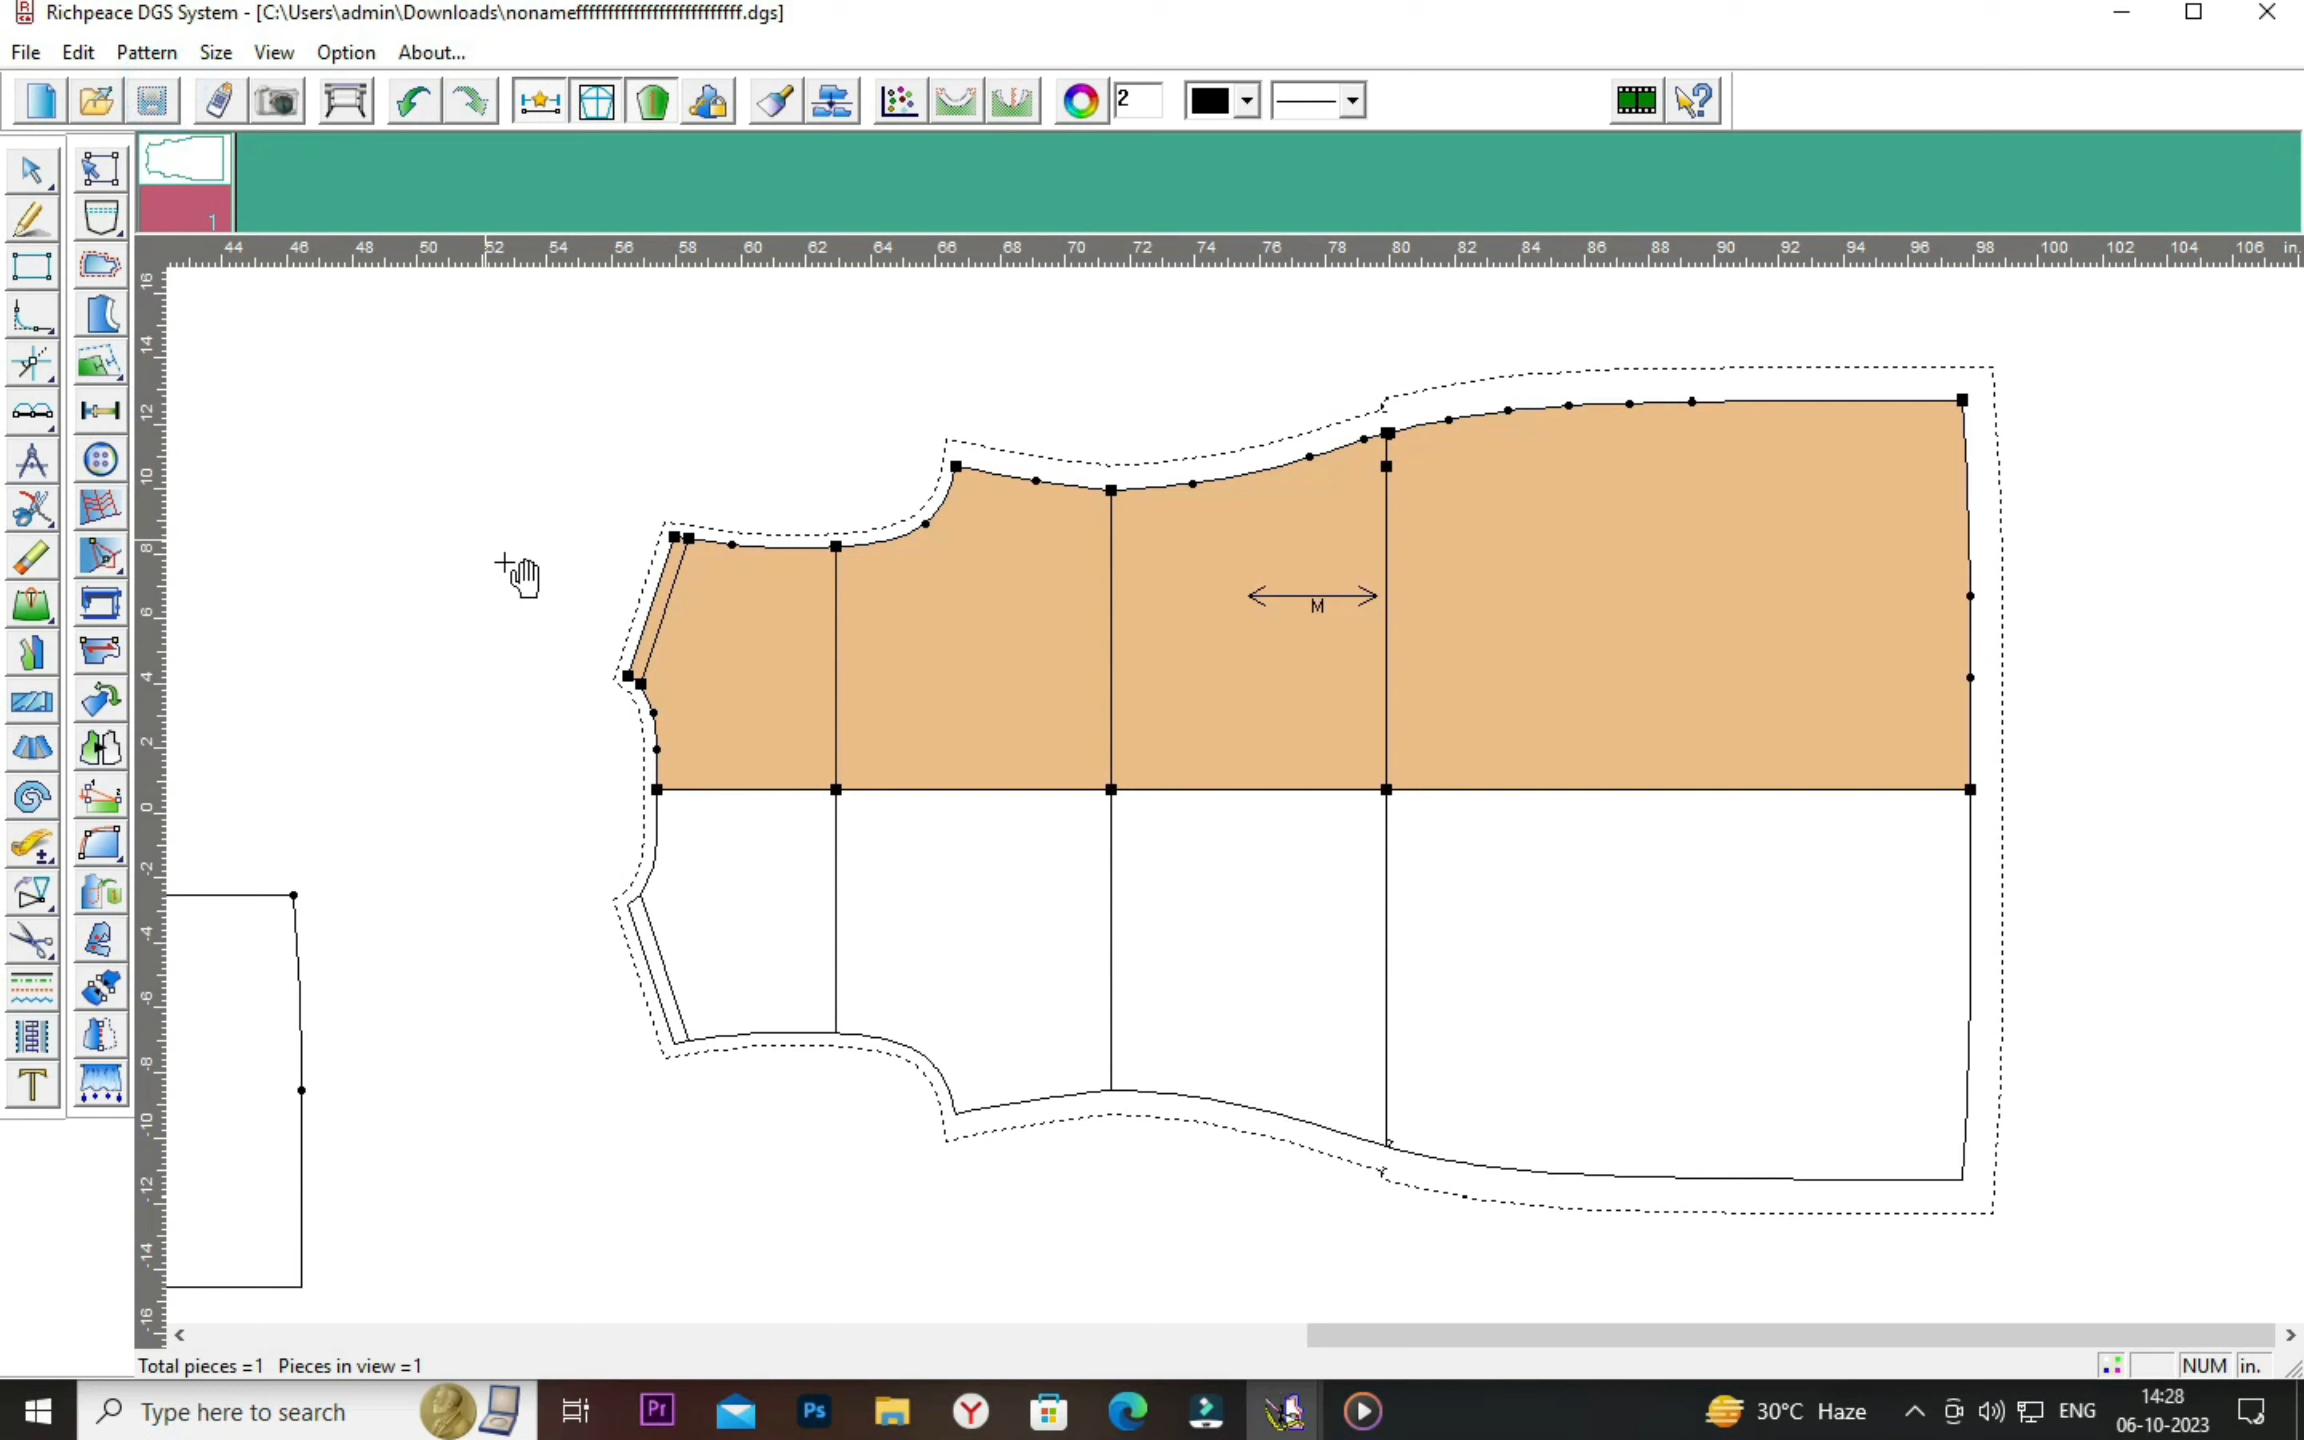 Richpeace DGS System - [C:\Users\admin\Downloads\nonameffffffffffffffffffffffffff.dgs]
File Edit Pattern Size View Option About...
2
1
44 46 48 50 52 54 56 58 60 62 64 66 68 70 72 74 76 78 80 82 84 86 88 90 92 94 96 98 100 102 104 106 in.
16
14
12
10
8
6
4
2
0
-2
-4
-6
-8
-10
-12
-14
-16
M
Total pieces =1 Pieces in view =1
NUM in.
Type here to search
Pr
Ps
30°C Haze
ENG
14:28
06-10-2023